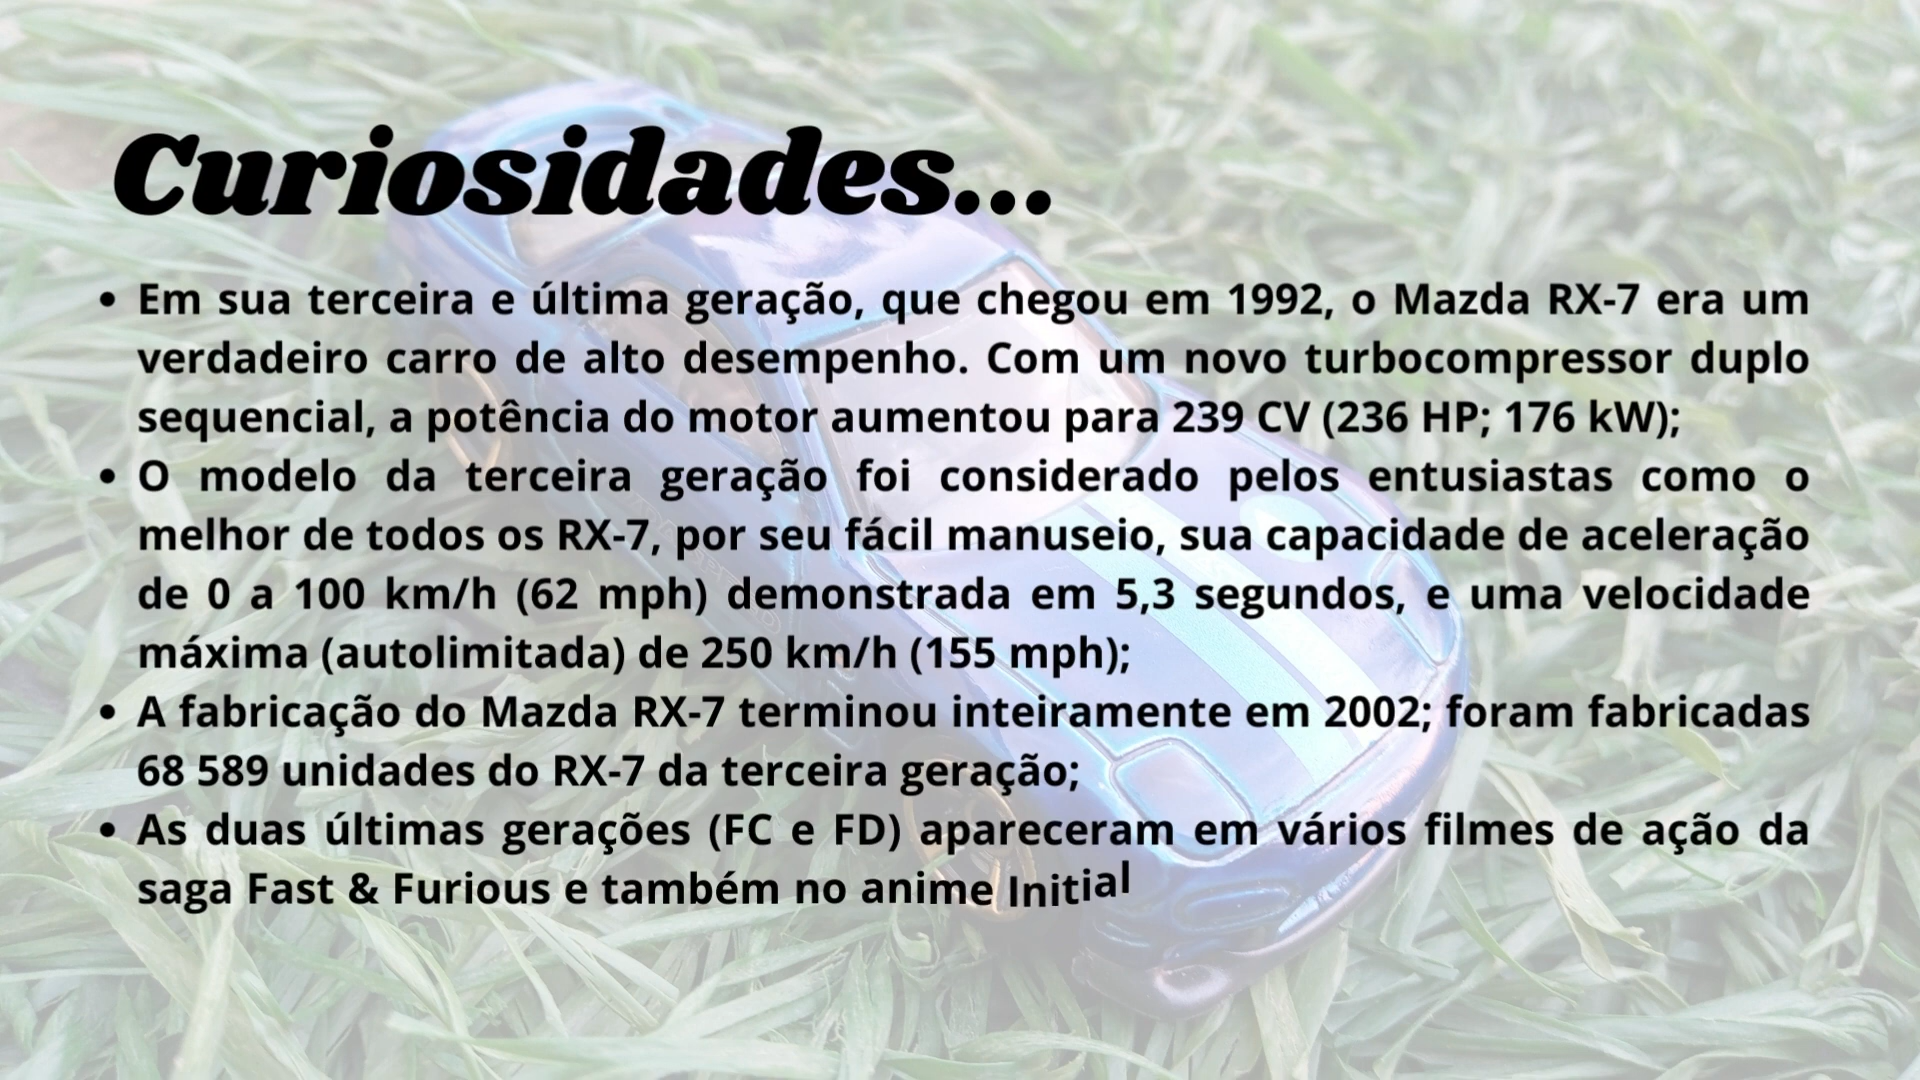 Curiosidades...
• Em sua terceira e última geração, que chegou em 1992, o Mazda RX-7 era um
verdadeiro carro de alto desempenho. Com um novo turbocompressor duplo
sequencial, a potência do motor aumentou para 239 CV (236 HP; 176 kW);
• O modelo da terceira geração foi considerado pelos entusiastas como o
melhor de todos os RX-7, por seu fácil manuseio, sua capacidade de aceleração
de 0 a 100 km/h (62 mph) demonstrada em 5,3 segundos, e uma velocidade
máxima (autolimitada) de 250 km/h (155 mph);
• A fabricação do Mazda RX-7 terminou inteiramente em 2002; foram fabricadas
68 589 unidades do RX-7 da terceira geração;
• As duas últimas gerações (FC e FD) apareceram em vários filmes de ação da
saga Fast & Furious e também no anime Initial